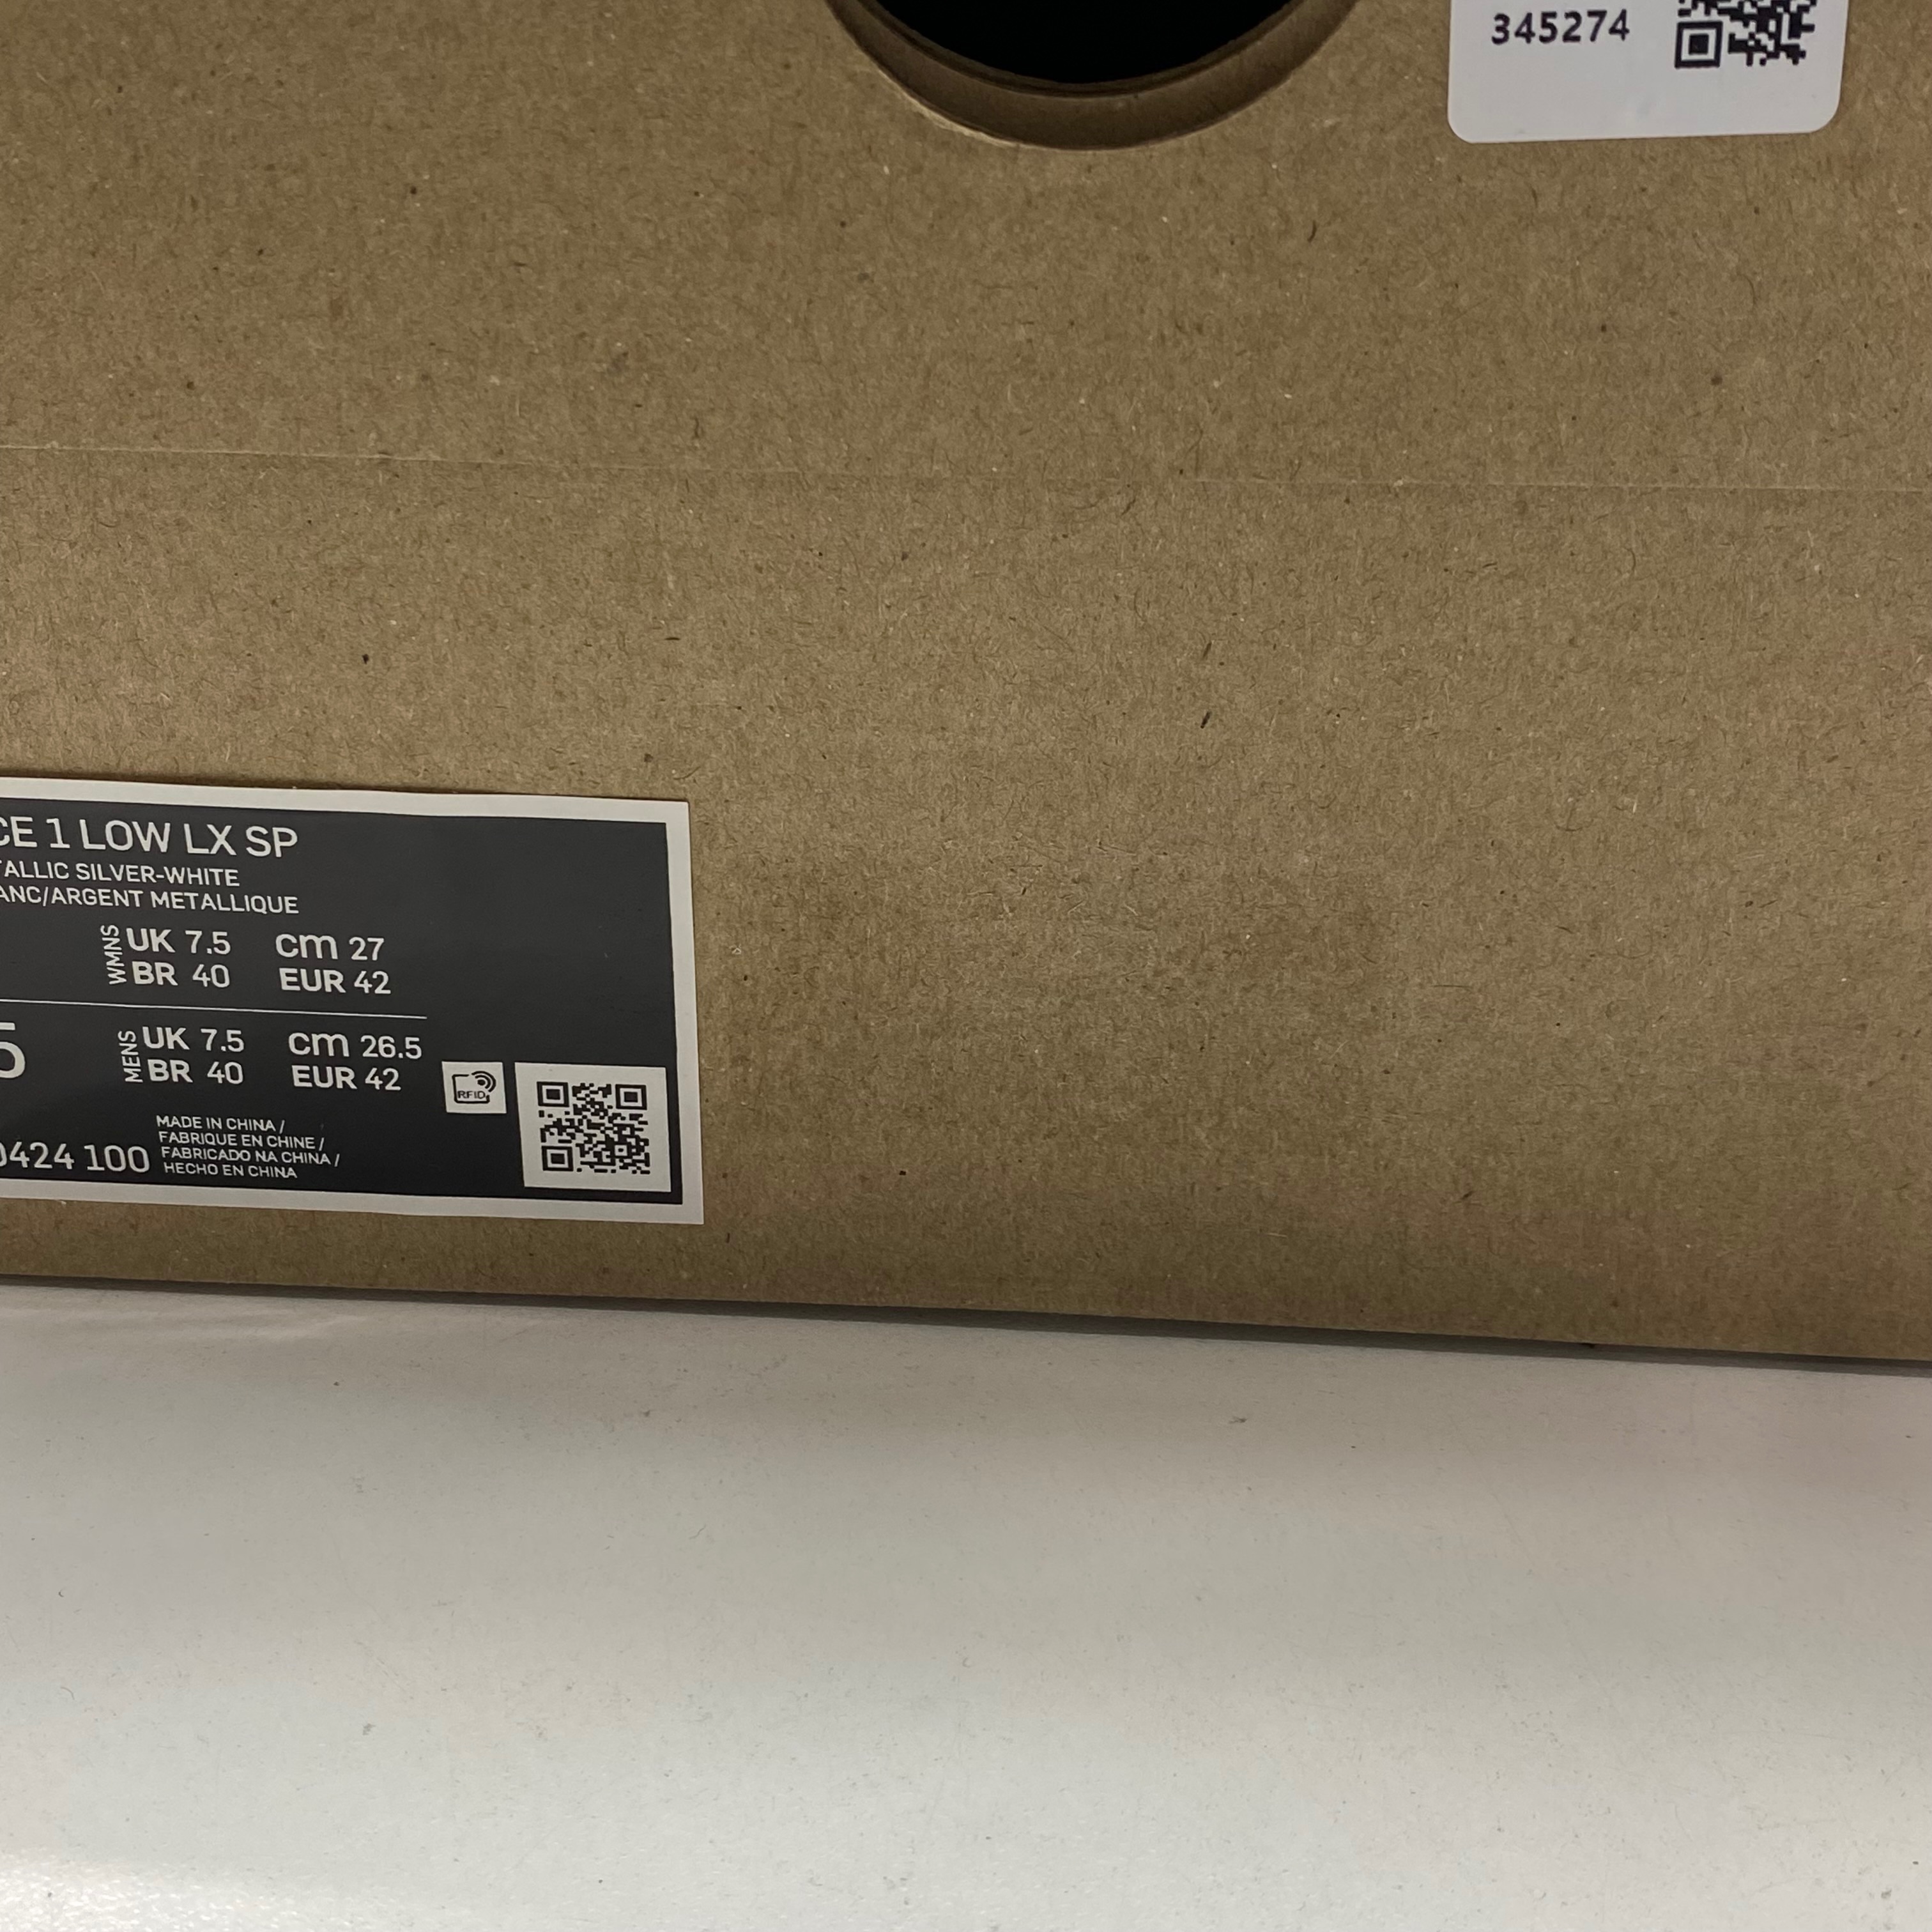 345274
CE 1 LOW LX SP
TALLIC SILVER-WHITE
ANC/ARGENT METALLIQUE
WMNS UK 7.5 cm 27
BR 40 EUR 42
5 MENS UK 7.5 cm 26.5
BR 40 EUR 42
RFID
MADE IN CHINA /
FABRIQUE EN CHINE /
0424 100 FABRICADO NA CHINA /
HECHO EN CHINA